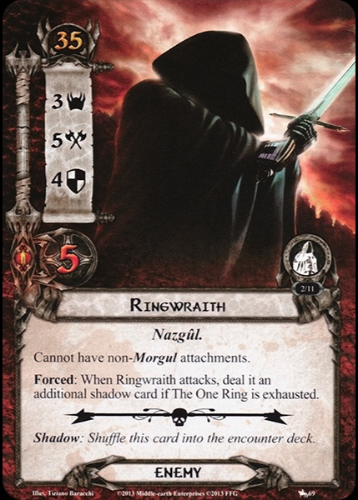 35
3
5
4
5
2/11
RINGWRAITH
Nazgûl.
Cannot have non-Morgul attachments.
Forced: When Ringwraith attacks, deal it an
additional shadow card if The One Ring is exhausted.
Shadow: Shuffle this card into the encounter deck.
ENEMY
Illus. Tiziano Baracchi
©2013 Middle-earth Enterprises ©2013 FFG
69